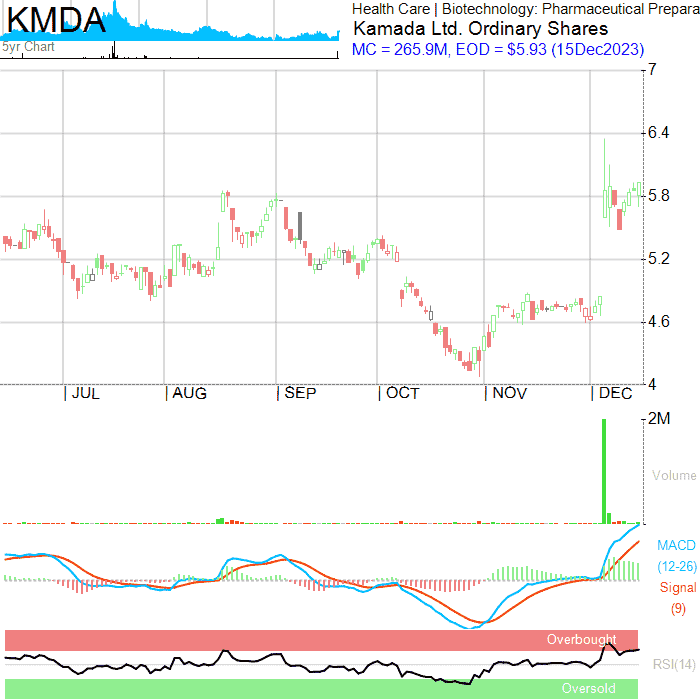 KMDA
5yr Chart
Health Care | Biotechnology: Pharmaceutical Prepara
Kamada Ltd. Ordinary Shares
MC = 265.9M, EOD = $5.93 (15Dec2023)
7
6.4
5.8
5.2
4.6
4
| JUL | AUG | SEP | OCT | NOV | DEC
2M
Volume
MACD
(12-26)
Signal
(9)
Overbought
RSI(14)
Oversold